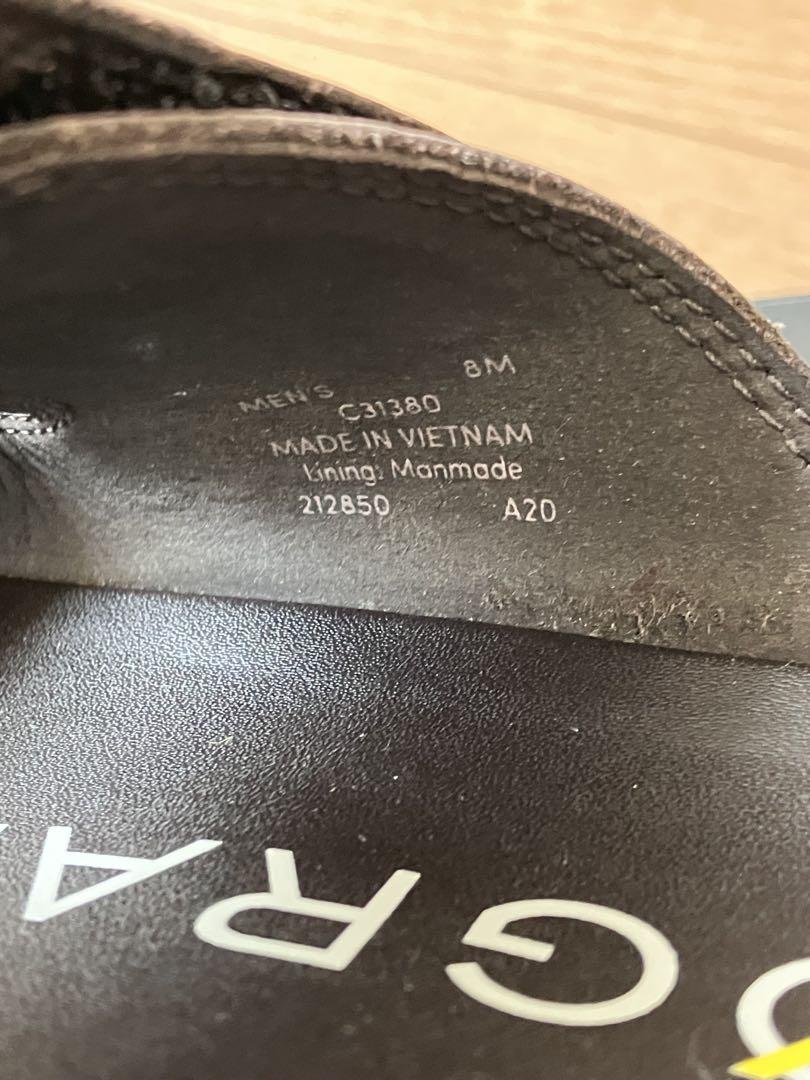 MEN'S 8M
C31380
MADE IN VIETNAM
Lining: Manmade
212850 A20
GRA